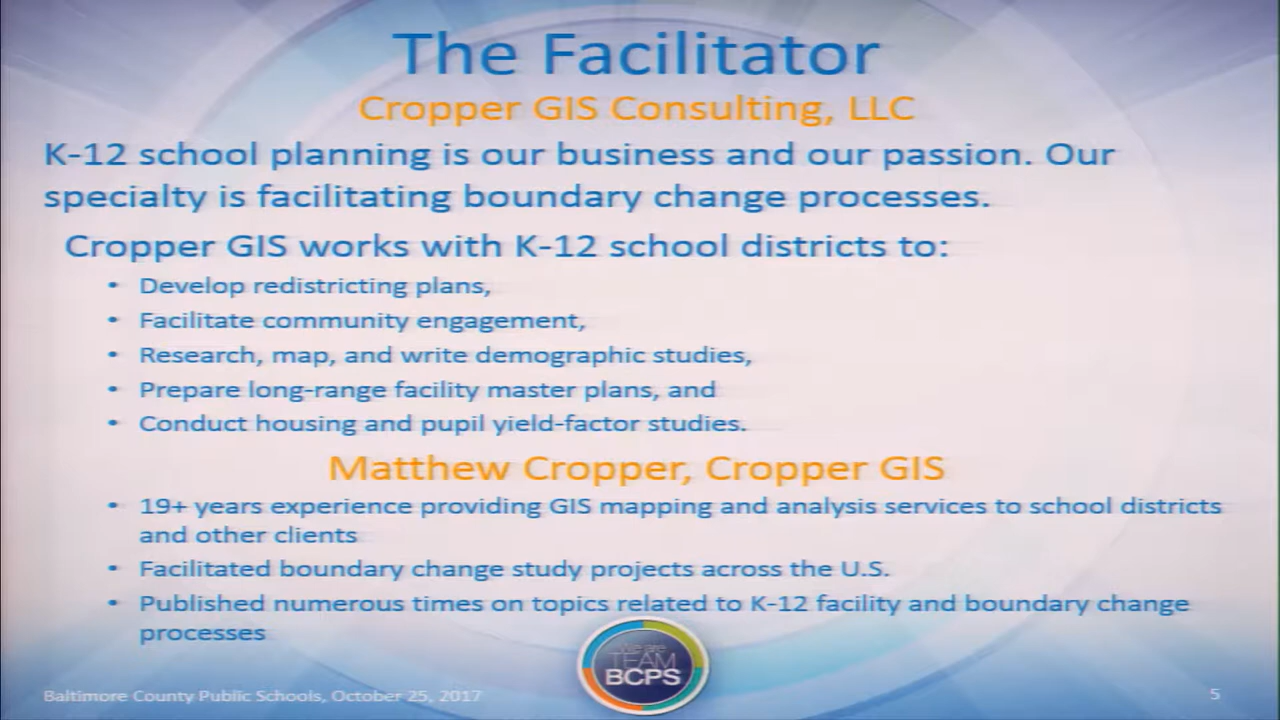 The Facilitator
Cropper GIS Consulting, LLC
K-12 school planning is our business and our passion. Our
specialty is facilitating boundary change processes.
Cropper GIS works with K-12 school districts to:
• Develop redistricting plans,
• Facilitate community engagement,
• Research, map, and write demographic studies,
• Prepare long-range facility master plans, and
• Conduct housing and pupil yield-factor studies.
Matthew Cropper, Cropper GIS
• 19+ years experience providing GIS mapping and analysis services to school districts
and other clients
• Facilitated boundary change study projects across the U.S.
• Published numerous times on topics related to K-12 facility and boundary change
processes
We are
TEAM
BCPS
Baltimore County Public Schools, October 25, 2017
5